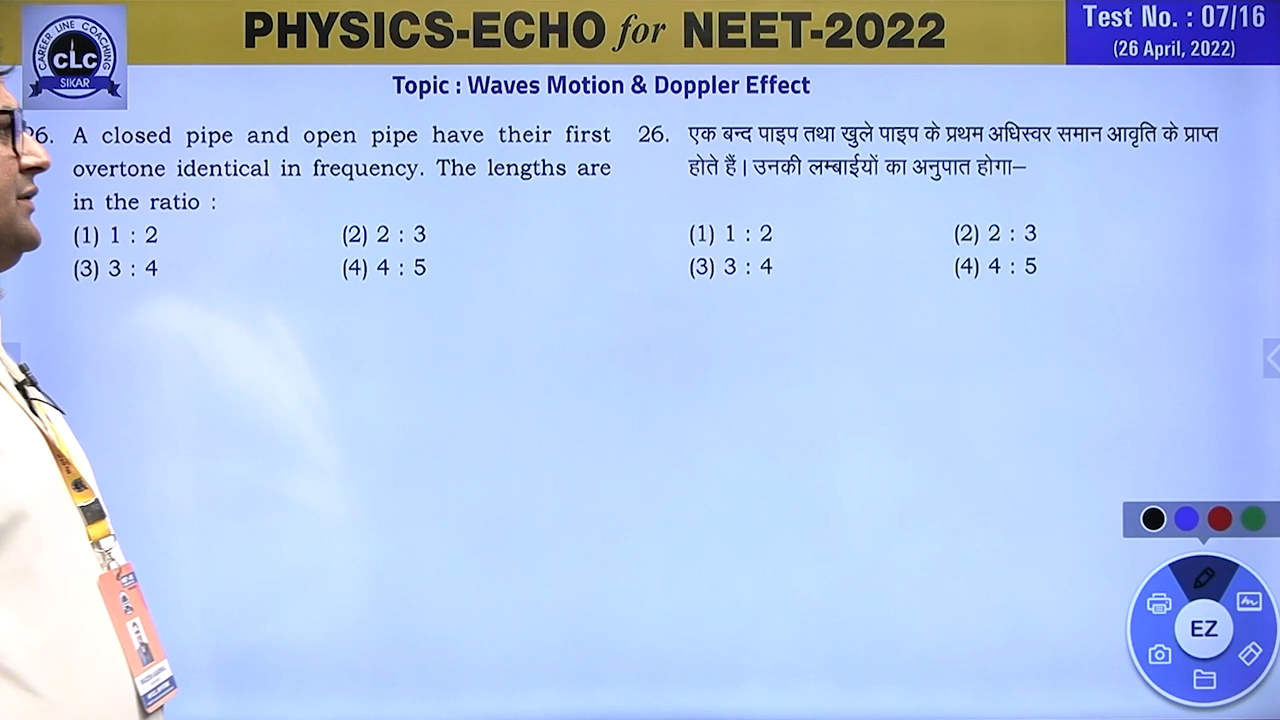 PHYSICS-ECHO for NEET-2022
Test No. : 07/16
(26 April, 2022)
CAREER LINE COACHING
CLC
SIKAR
Topic : Waves Motion & Doppler Effect
26. A closed pipe and open pipe have their first
overtone identical in frequency. The lengths are
in the ratio :
(1) 1 : 2 (2) 2 : 3
(3) 3 : 4 (4) 4 : 5
26. एक बन्द पाइप तथा खुले पाइप के प्रथम अधिस्वर समान आवृति के प्राप्त
होते हैं। उनकी लम्बाईयों का अनुपात होगा–
(1) 1 : 2 (2) 2 : 3
(3) 3 : 4 (4) 4 : 5
EZ